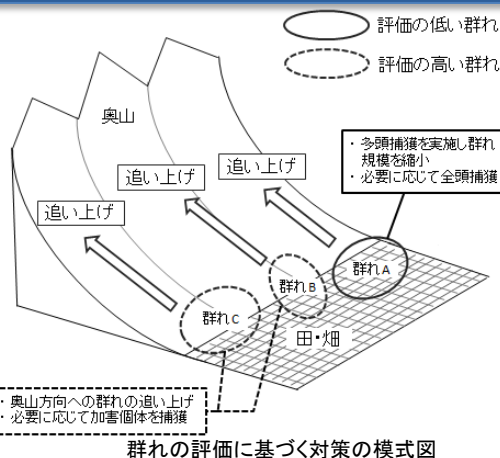 評価の低い群れ
評価の高い群れ
奥山
・多頭捕獲を実施し群れ
規模を縮小
・必要に応じて全頭捕獲
追い上げ
追い上げ
追い上げ
群れA
群れB
群れC
田・畑
・奥山方向への群れの追い上げ
・必要に応じて加害個体を捕獲
群れの評価に基づく対策の模式図